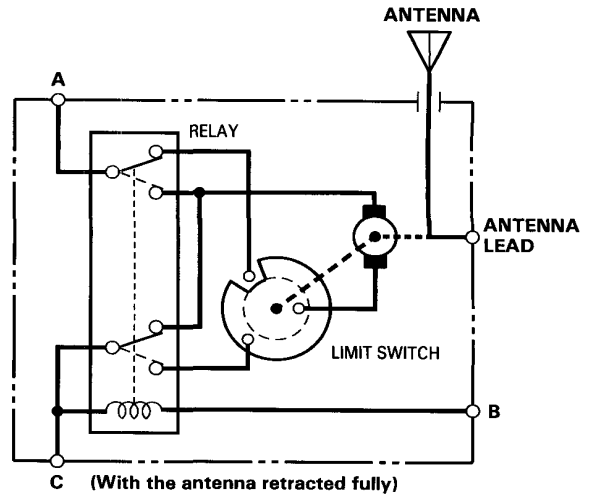 ANTENNA
A
RELAY
ANTENNA
LEAD
LIMIT SWITCH
B
C (With the antenna retracted fully)